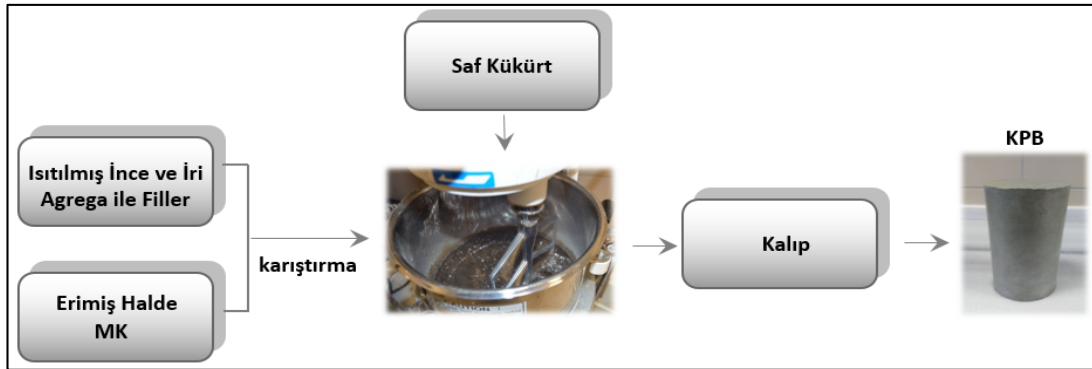 Saf Kükürt
Isıtılmış İnce ve İri
Agrega ile Filler
karıştırma
Erimiş Halde
MK
Kalıp
KPB